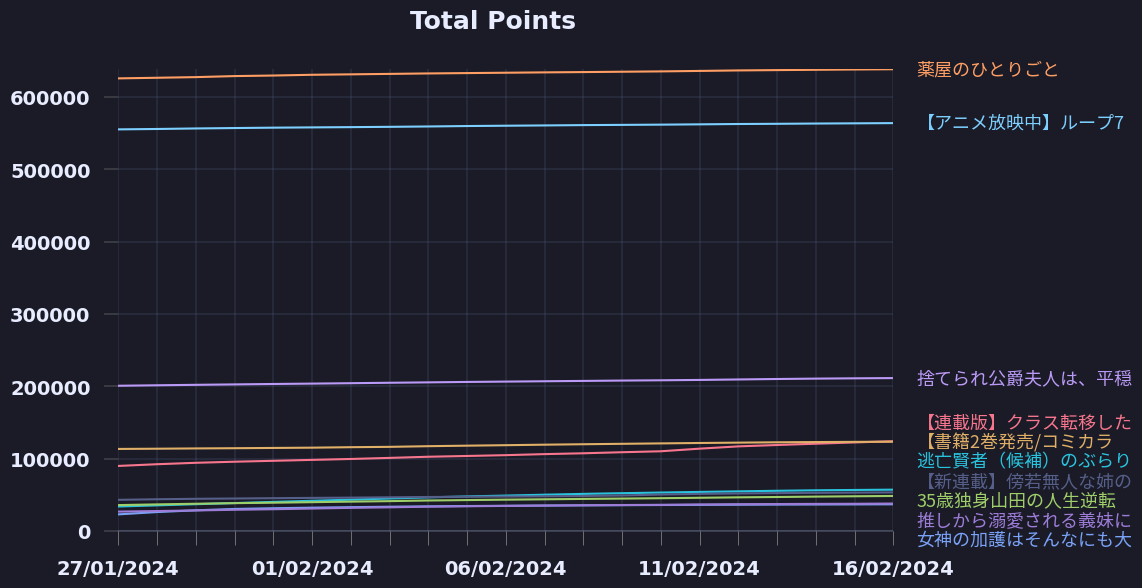 Total Points
薬屋のひとりごと
600000
【アニメ放映中】ループ7
500000
400000
300000
200000
捨てられ公爵夫人は、平穏
【連載版】クラス転移した
【書籍2巻発売/コミカラ
100000
逃亡賢者（候補）のぶらり
【新連載】傍若無人な姉の
35歳独身山田の人生逆転
推しから溺愛される義妹に
0
女神の加護はそんなにも大
27/01/2024
01/02/2024
06/02/2024
11/02/2024
16/02/2024